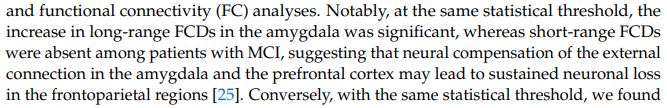 and functional connectivity (FC) analyses. Notably, at the same statistical threshold, the
increase in long-range FCDs in the amygdala was significant, whereas short-range FCDs
were absent among patients with MCI, suggesting that neural compensation of the external
connection in the amygdala and the prefrontal cortex may lead to sustained neuronal loss
in the frontoparietal regions [25]. Conversely, with the same statistical threshold, we found